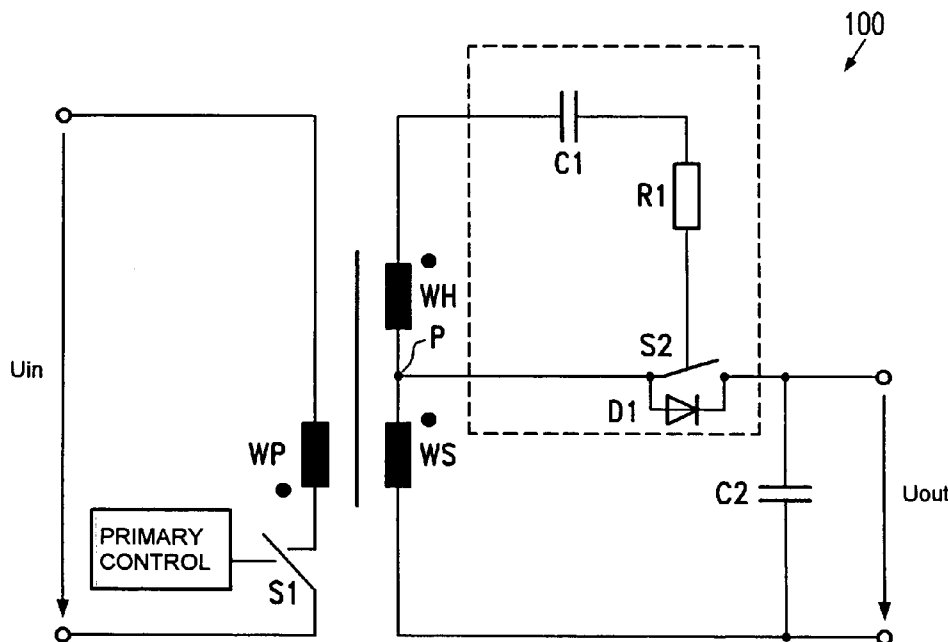 100
C1
R1
WH
P
S2
Uin
D1
WP
WS
C2
Uout
PRIMARY
CONTROL
S1